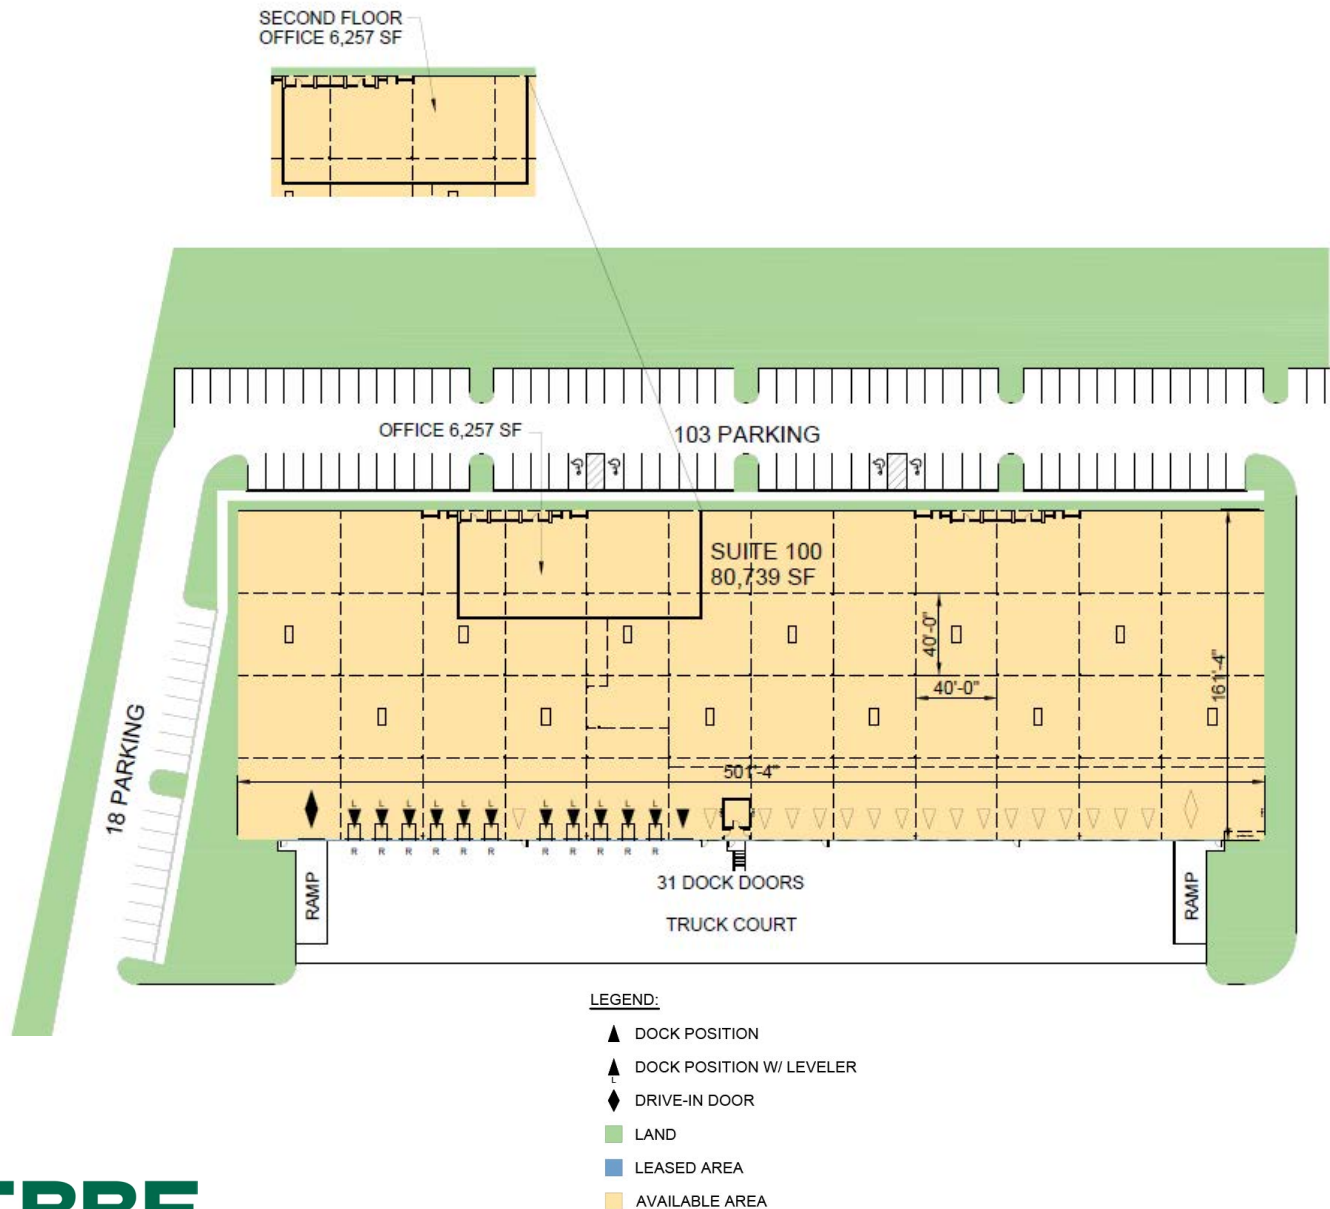 SECOND FLOOR
OFFICE 6,257 SF
OFFICE 6,257 SF
103 PARKING
SUITE 100
80,739 SF
40'-0"
40'-0"
161'-4"
18 PARKING
501'-4"
L L L L L L L L L L L
R R R R R R R R R R R
RAMP
31 DOCK DOORS
TRUCK COURT
RAMP
LEGEND:
DOCK POSITION
L
DOCK POSITION W/ LEVELER
DRIVE-IN DOOR
LAND
LEASED AREA
AVAILABLE AREA